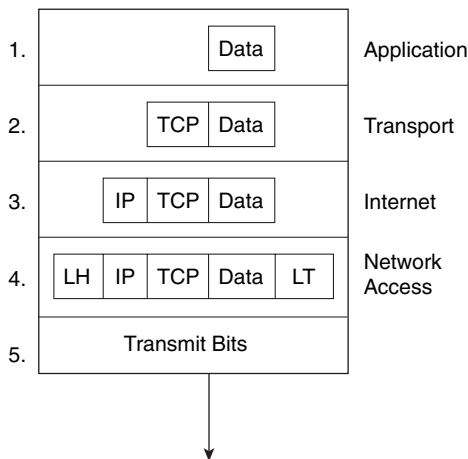 1. Data Application
2. TCP Data Transport
3. IP TCP Data Internet
4. LH IP TCP Data LT Network
Access
5. Transmit Bits